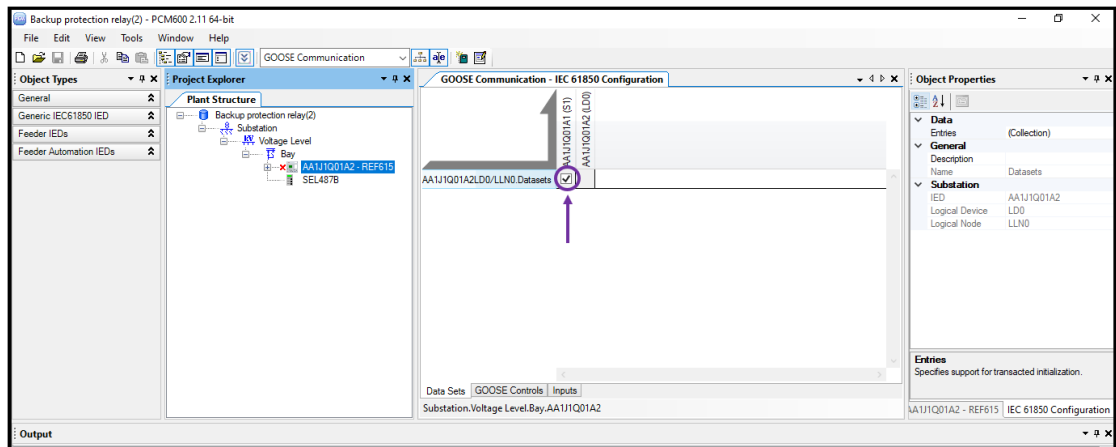 Backup protection relay(2) - PCM600 2.11 64-bit
File Edit View Tools Window Help
GOOSE Communication
Object Types
General
Generic IEC61850 IED
Feeder IEDs
Feeder Automation IEDs
Project Explorer
Plant Structure
Backup protection relay(2)
Substation
Voltage Level
Bay
AA1J1Q01A2 - REF615
SEL487B
GOOSE Communication - IEC 61850 Configuration
AA1J1Q01A1 (S1)
AA1J1Q01A2 (LD0)
AA1J1Q01A2LD0/LLN0.Datasets
Data Sets GOOSE Controls Inputs
Substation.Voltage Level.Bay.AA1J1Q01A2
Object Properties
Data
Entries (Collection)
General
Description
Name Datasets
Substation
IED AA1J1Q01A2
Logical Device LD0
Logical Node LLN0
Entries
Specifies support for transacted initialization.
AA1J1Q01A2 - REF615 IEC 61850 Configuration
Output